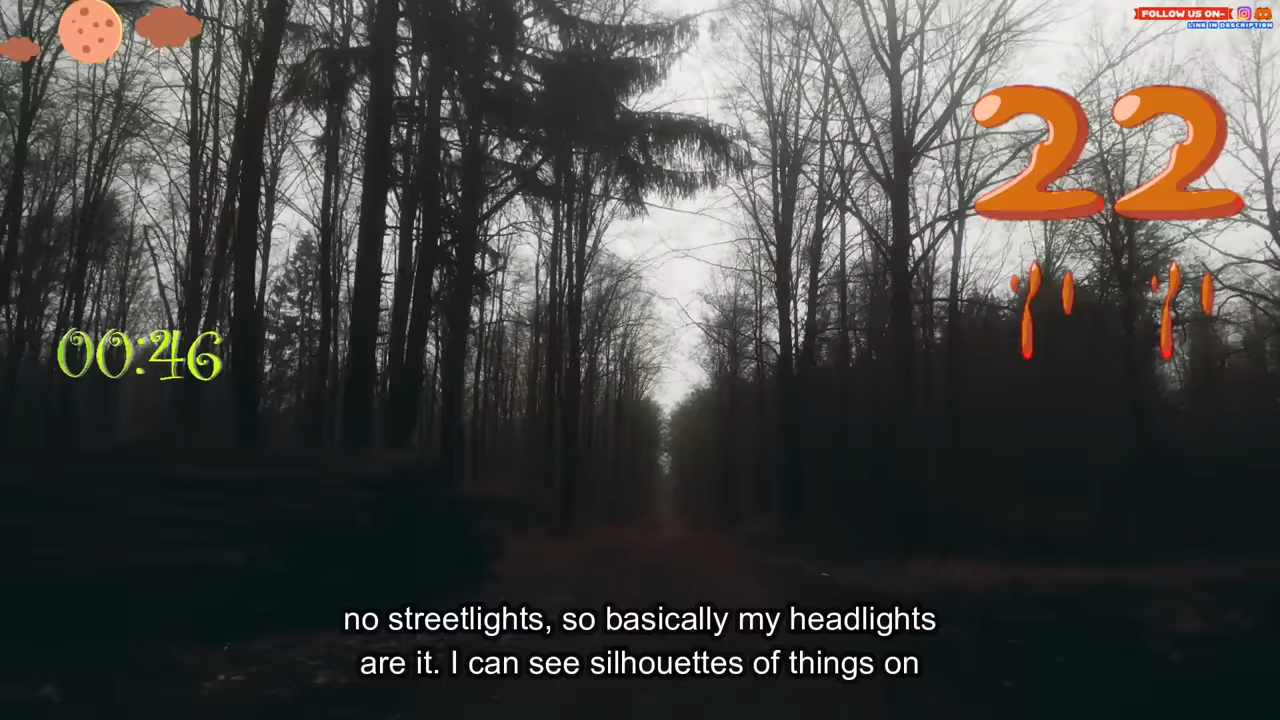 FOLLOW US ON-
LINK IN DESCRIPTION
22
00:46
no streetlights, so basically my headlights
are it. I can see silhouettes of things on